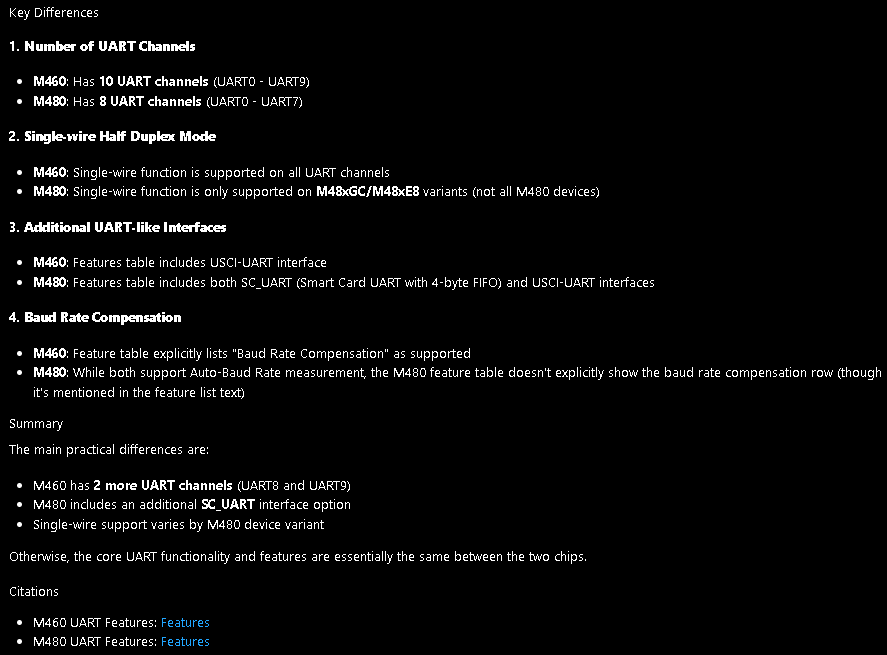 Key Differences
1. Number of UART Channels
• M460: Has 10 UART channels (UART0 - UART9)
• M480: Has 8 UART channels (UART0 - UART7)
2. Single-wire Half Duplex Mode
• M460: Single-wire function is supported on all UART channels
• M480: Single-wire function is only supported on M48xGC/M48xE8 variants (not all M480 devices)
3. Additional UART-like Interfaces
• M460: Features table includes USCI-UART interface
• M480: Features table includes both SC_UART (Smart Card UART with 4-byte FIFO) and USCI-UART interfaces
4. Baud Rate Compensation
• M460: Feature table explicitly lists "Baud Rate Compensation" as supported
• M480: While both support Auto-Baud Rate measurement, the M480 feature table doesn't explicitly show the baud rate compensation row (though
it's mentioned in the feature list text)
Summary
The main practical differences are:
• M460 has 2 more UART channels (UART8 and UART9)
• M480 includes an additional SC_UART interface option
• Single-wire support varies by M480 device variant
Otherwise, the core UART functionality and features are essentially the same between the two chips.
Citations
• M460 UART Features: Features
• M480 UART Features: Features